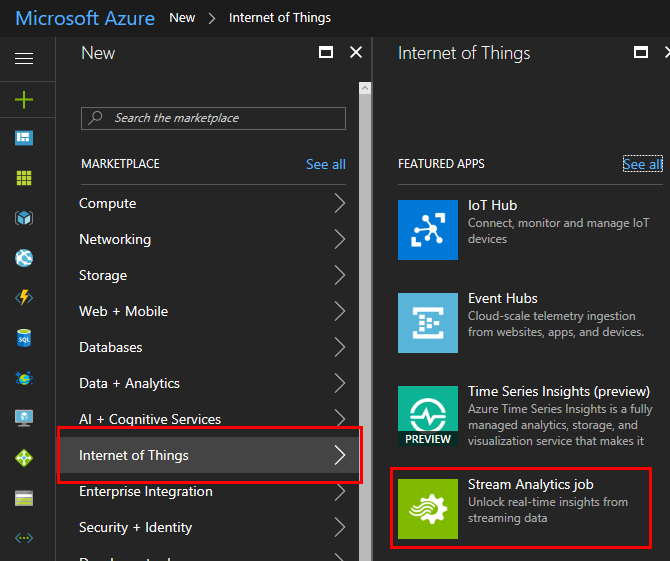 Microsoft Azure New > Internet of Things
New
Search the marketplace
MARKETPLACE See all
Compute
Networking
Storage
Web + Mobile
Databases
Data + Analytics
AI + Cognitive Services
Internet of Things
Enterprise Integration
Security + Identity
Internet of Things
FEATURED APPS See all
IoT Hub
Connect, monitor and manage IoT
devices
Event Hubs
Cloud-scale telemetry ingestion
from websites, apps, and devices.
Time Series Insights (preview)
Azure Time Series Insights is a fully
managed analytics, storage, and
visualization service that makes it
PREVIEW
Stream Analytics job
Unlock real-time insights from
streaming data
SQL